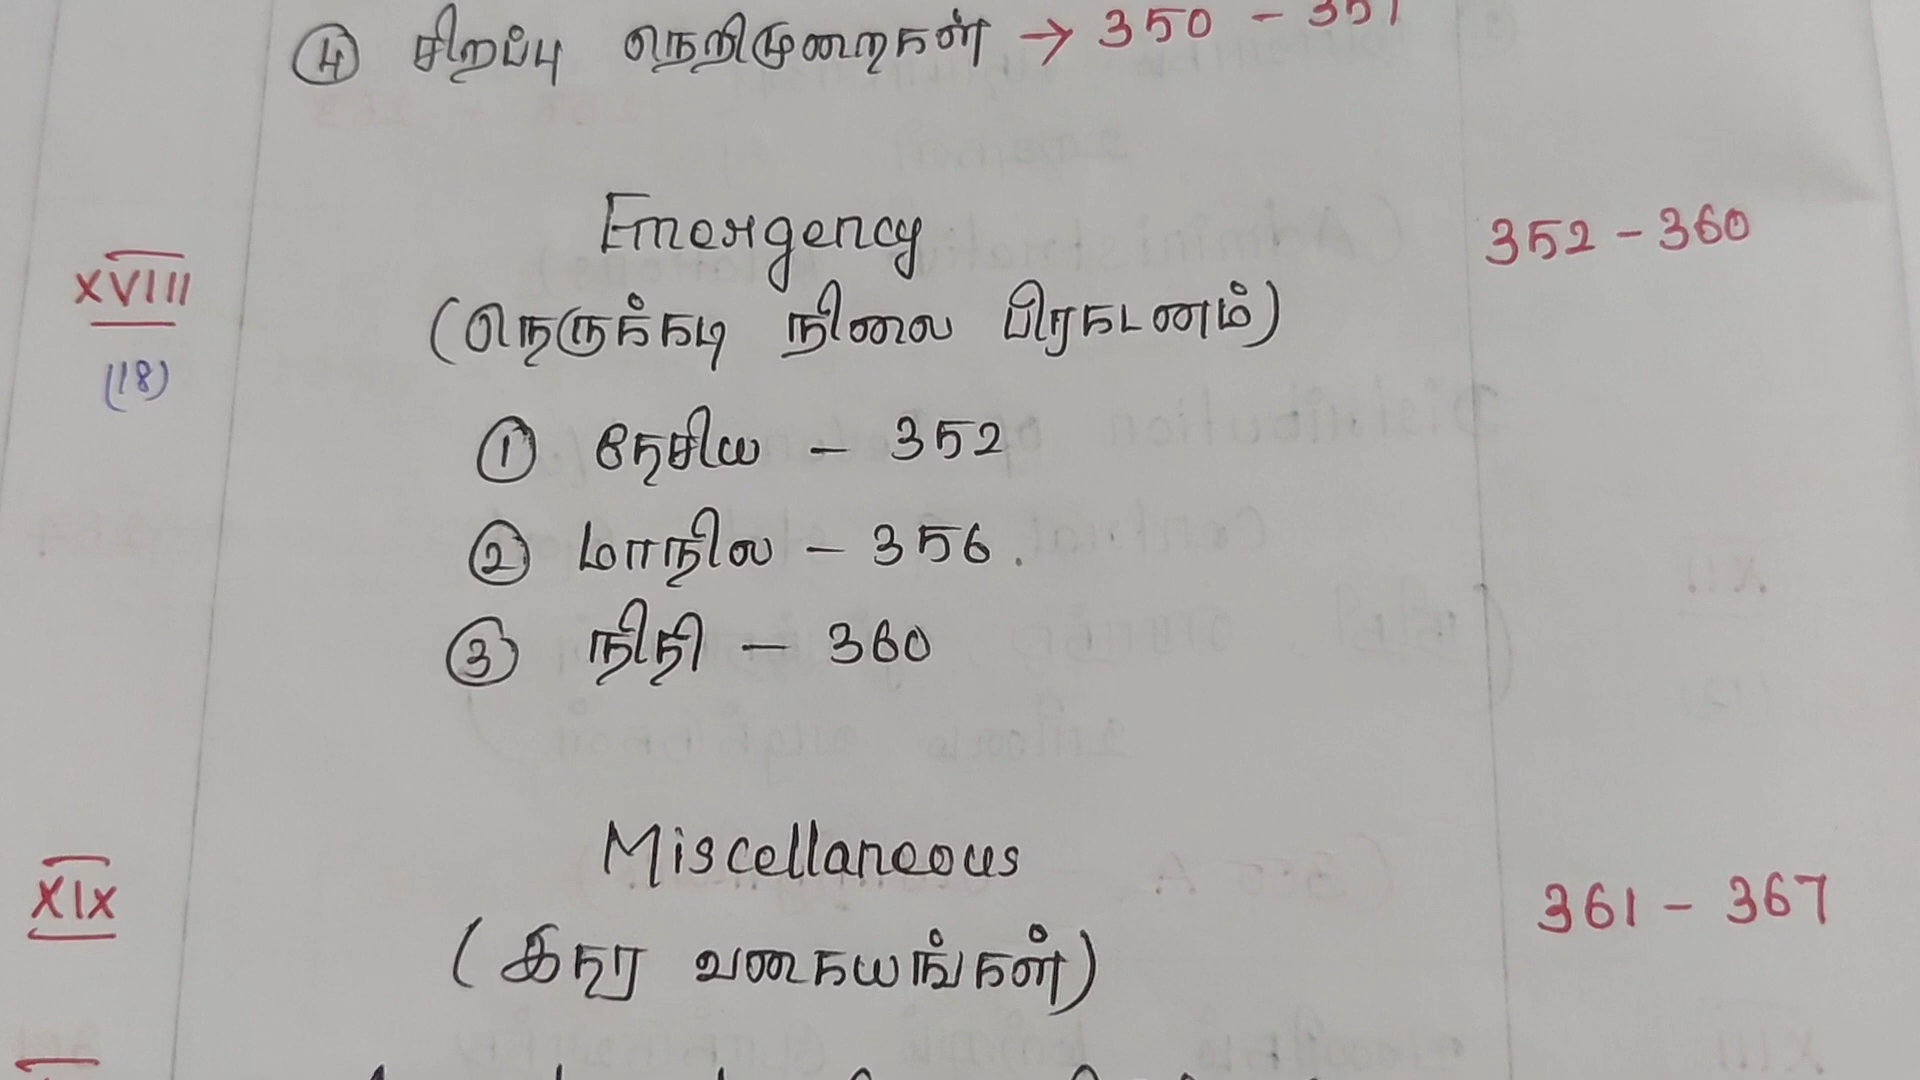 ④ சிறப்பு நெறிமுறைகள் → 350 - 351
XVIII (18) Emergency 352 - 360
(நெருக்கடி நிலை பிரகடணம்)
① தேசிய - 352
② மாநில - 356.
③ நிதி - 360
XIX Miscellaneous 361 - 367
(இதர வகையங்கள்)